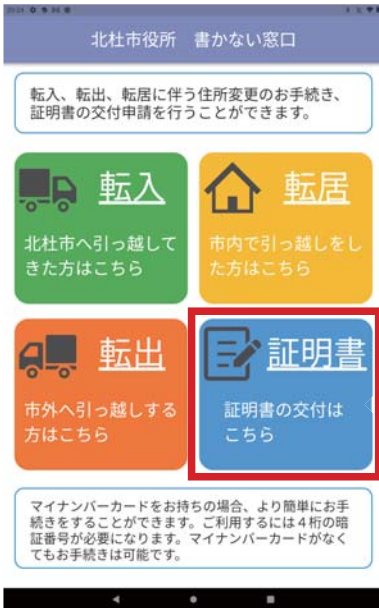 北杜市役所 書かない窓口
転入、転出、転居に伴う住所変更のお手続き、
証明書の交付申請を行うことができます。
転入
北杜市へ引っ越して
きた方はこちら
転居
市内で引っ越しをし
た方はこちら
転出
市外へ引っ越しする
方はこちら
証明書
証明書の交付は
こちら
マイナンバーカードをお持ちの場合、より簡単にお手
続きをすることができます。ご利用するには４桁の暗
証番号が必要になります。マイナンバーカードがなく
てもお手続きは可能です。